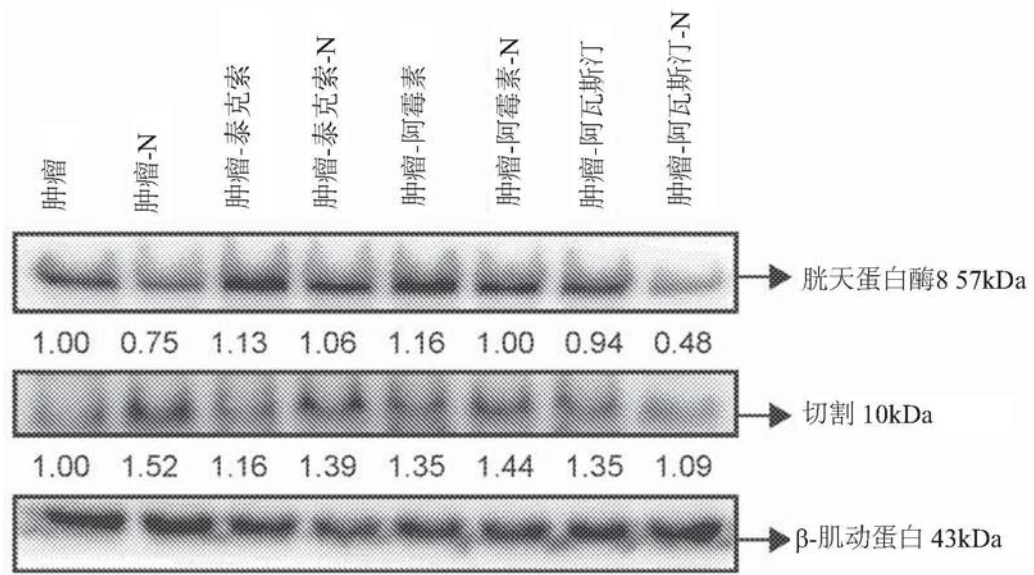 肿瘤
肿瘤-N
肿瘤-泰克索
肿瘤-泰克索-N
肿瘤-阿霉素
肿瘤-阿霉素-N
肿瘤-阿瓦斯汀
肿瘤-阿瓦斯汀-N
胱天蛋白酶8 57kDa
1.00 0.75 1.13 1.06 1.16 1.00 0.94 0.48
切割 10kDa
1.00 1.52 1.16 1.39 1.35 1.44 1.35 1.09
β-肌动蛋白 43kDa